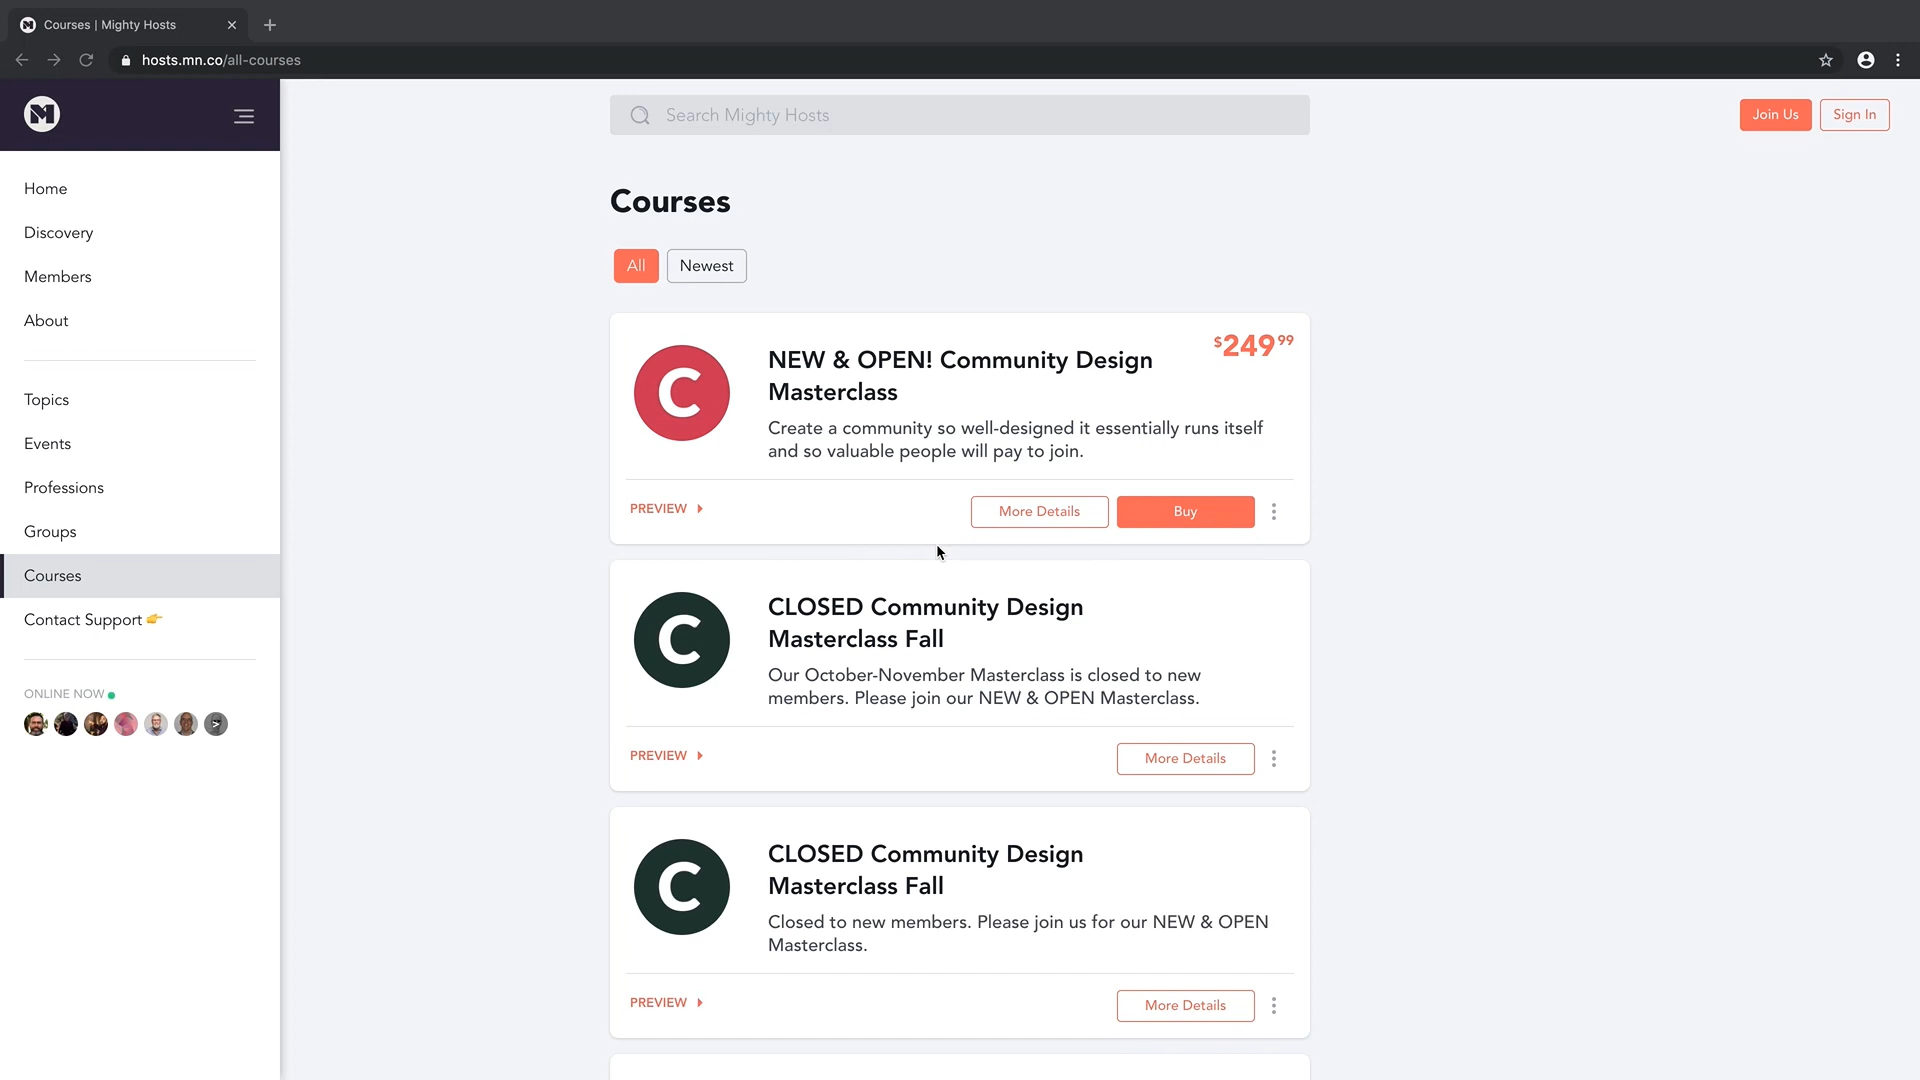 Courses | Mighty Hosts
hosts.mn.co/all-courses
Search Mighty Hosts
Join Us
Sign In
Home
Discovery
Members
About
Topics
Events
Professions
Groups
Courses
Contact Support 👉
ONLINE NOW
>
Courses
All
Newest
NEW & OPEN! Community Design
Masterclass
$249 99
Create a community so well-designed it essentially runs itself
and so valuable people will pay to join.
PREVIEW
More Details
Buy
C
CLOSED Community Design
Masterclass Fall
Our October-November Masterclass is closed to new
members. Please join our NEW & OPEN Masterclass.
PREVIEW
More Details
C
CLOSED Community Design
Masterclass Fall
Closed to new members. Please join us for our NEW & OPEN
Masterclass.
PREVIEW
More Details
C